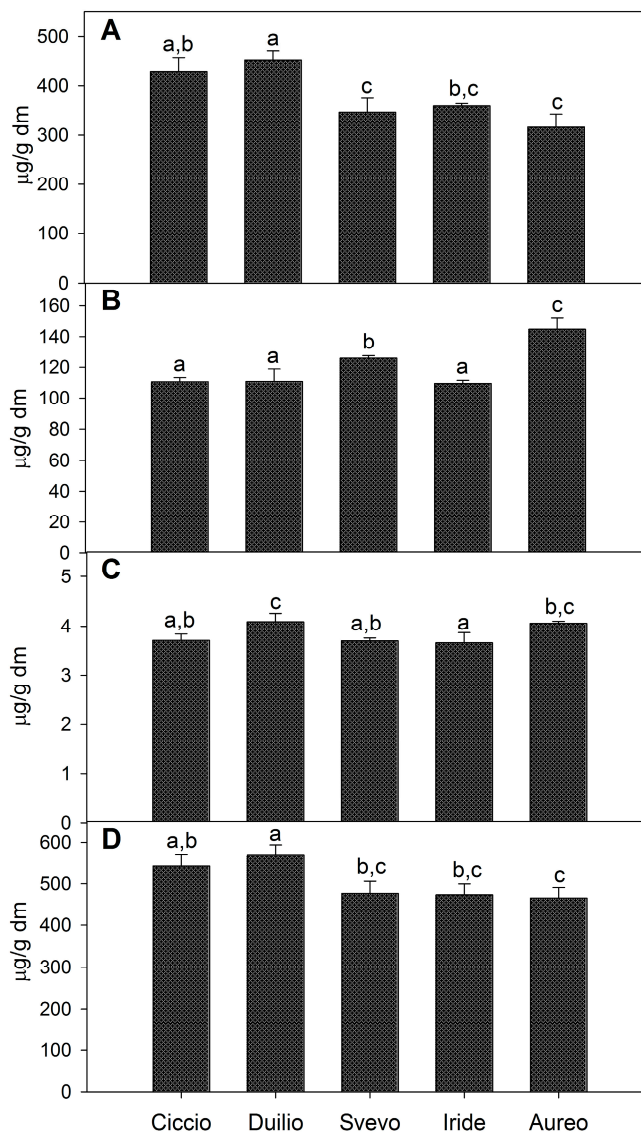 A
500
400
300
200
100
0
μg/g dm
a,b
a
c
b,c
c
B
160
140
120
100
80
60
40
20
0
μg/g dm
a
a
b
a
c
C
5
4
3
2
1
0
μg/g dm
a,b
c
a,b
a
b,c
D
600
500
400
300
200
100
0
μg/g dm
a,b
a
b,c
b,c
c
Ciccio Duilio Svevo Iride Aureo